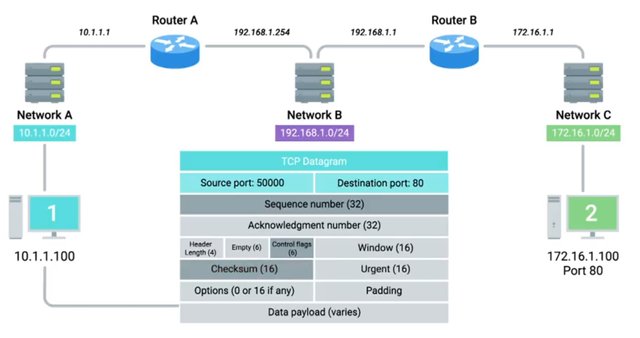 Router A
Router B
10.1.1.1
192.168.1.254
192.168.1.1
172.16.1.1
Network A
Network B
Network C
10.1.1.0/24
192.168.1.0/24
172.16.1.0/24
TCP Datagram
Source port: 50000
Destination port: 80
Sequence number (32)
Acknowledgment number (32)
Header
Length (4)
Empty (6)
Control flags
(6)
Window (16)
Checksum (16)
Urgent (16)
Options (0 or 16 if any)
Padding
Data payload (varies)
1
10.1.1.100
2
172.16.1.100
Port 80